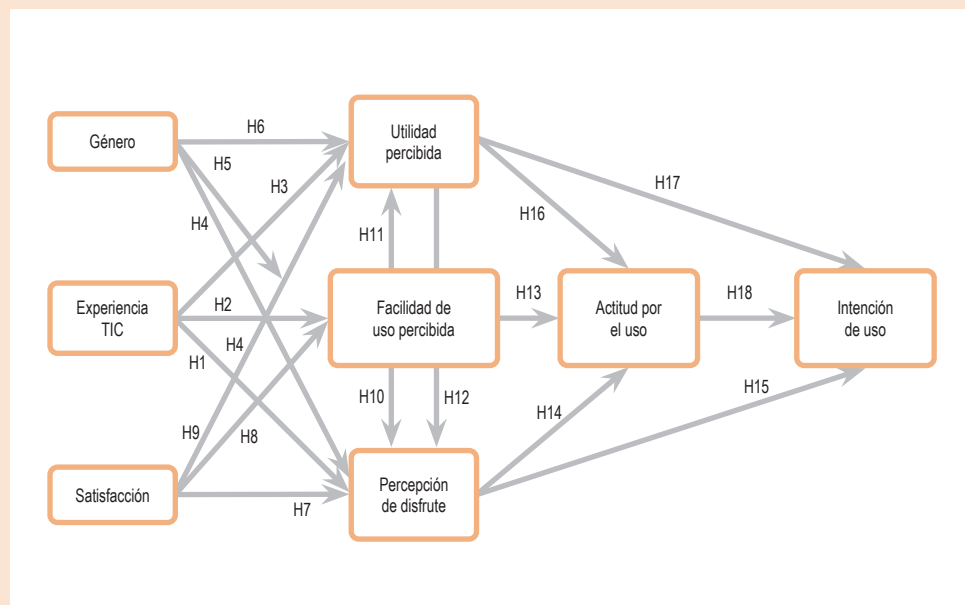 Género
Experiencia
TIC
Satisfacción
H6
H5
H3
H4
H2
H4
H1
H9
H8
H7
Utilidad
percibida
H11
Facilidad de
uso percibida
H10
H12
Percepción
de disfrute
H16
H13
H14
Actitud por
el uso
H17
H18
H15
Intención
de uso